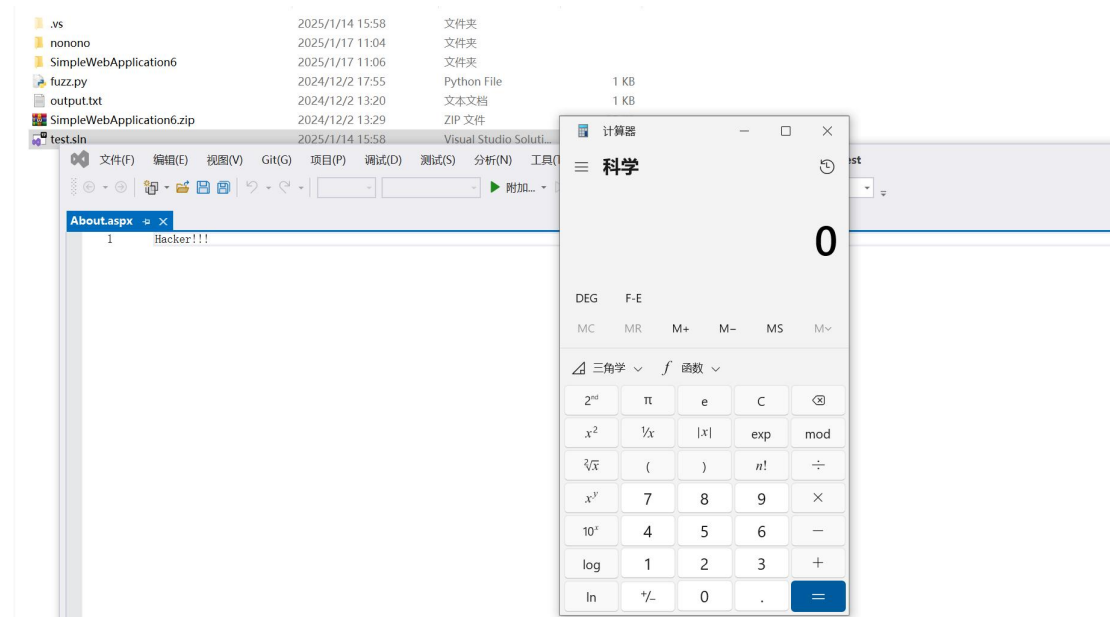 .vs 2025/1/14 15:58 文件夹
nonono 2025/1/17 11:04 文件夹
SimpleWebApplication6 2025/1/17 11:06 文件夹
fuzz.py 2024/12/2 17:55 Python File 1 KB
output.txt 2024/12/2 13:20 文本文档 1 KB
SimpleWebApplication6.zip 2024/12/2 13:29 ZIP 文件
test.sln 2025/1/14 15:58 Visual Studio Soluti...
文件(F) 编辑(E) 视图(V) Git(G) 项目(P) 调试(D) 测试(S) 分析(N)
附加...
About.aspx
1 Hacker!!!
计算器
科学
0
DEG F-E
MC MR M+ M− MS M
三角学 f 函数
2ⁿᵈ π e C
x² ¹/x |x| exp mod
²√x ( ) n! ÷
xʸ 7 8 9 ×
10ˣ 4 5 6 −
log 1 2 3 +
ln +/− 0 . =